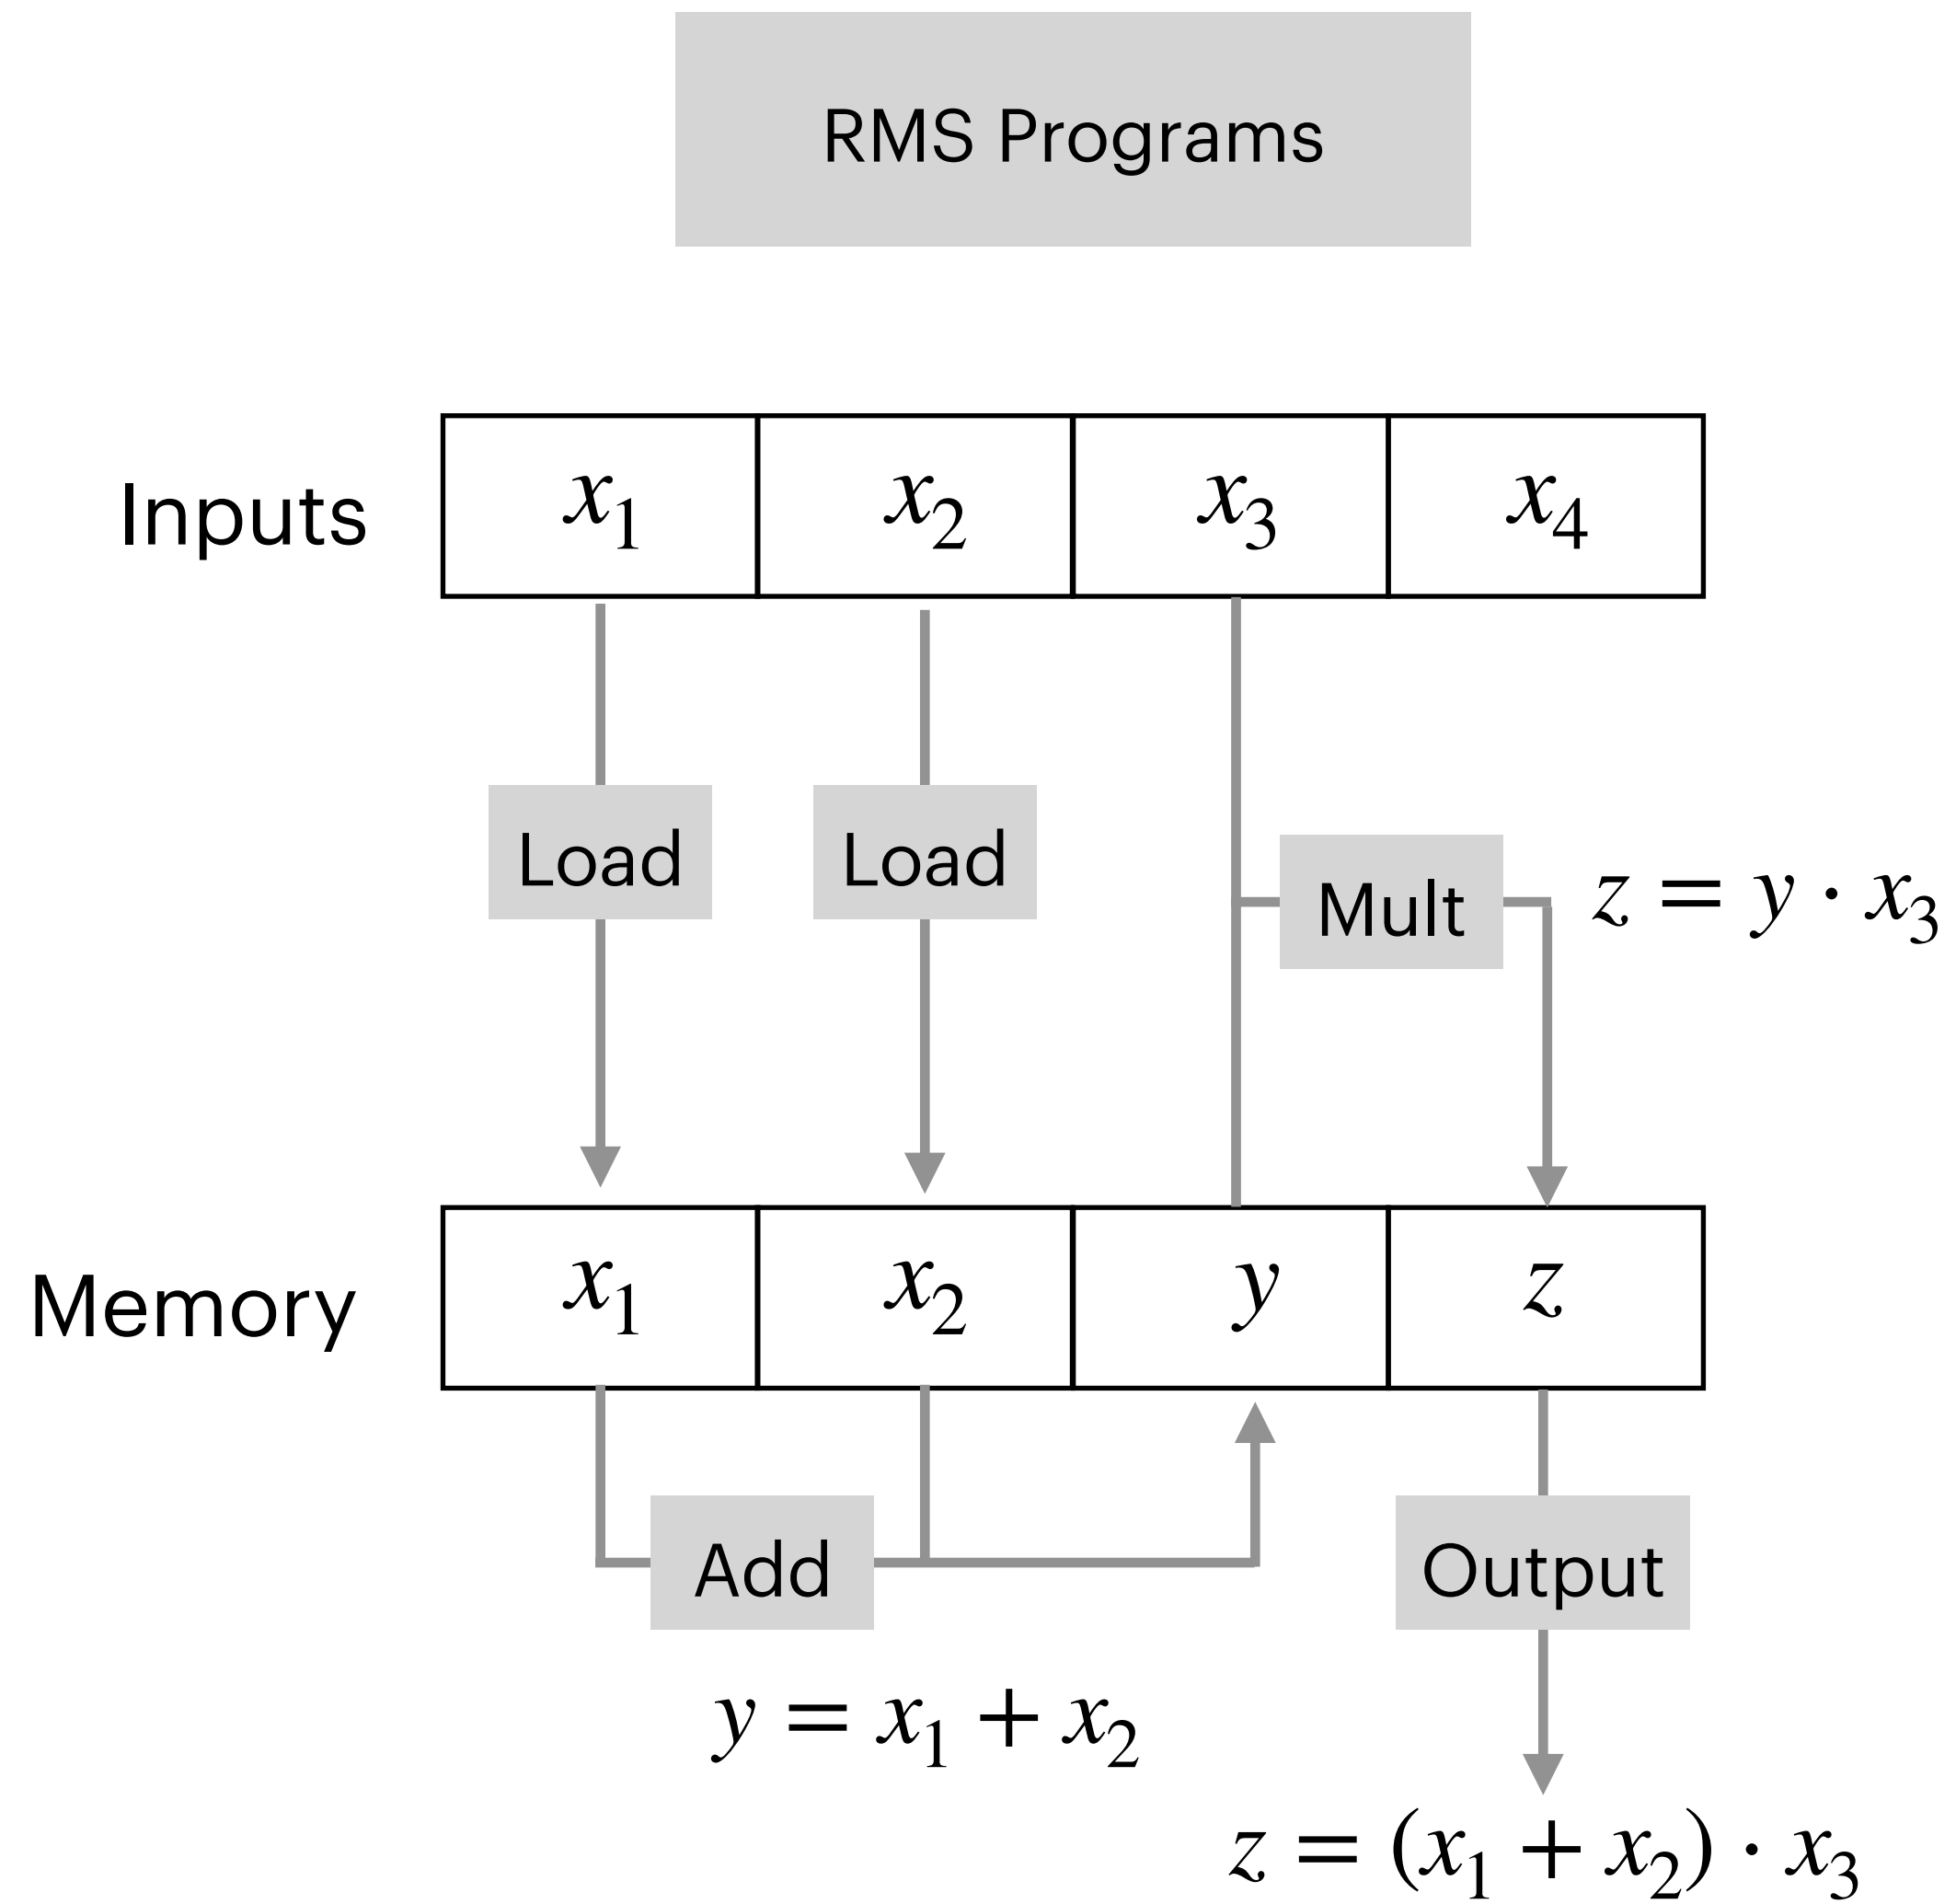 RMS Programs
Inputs x₁ x₂ x₃ x₄
Load Load Mult z = y · x₃
Memory x₁ x₂ y z
Add Output
y = x₁ + x₂
z = (x₁ + x₂) · x₃